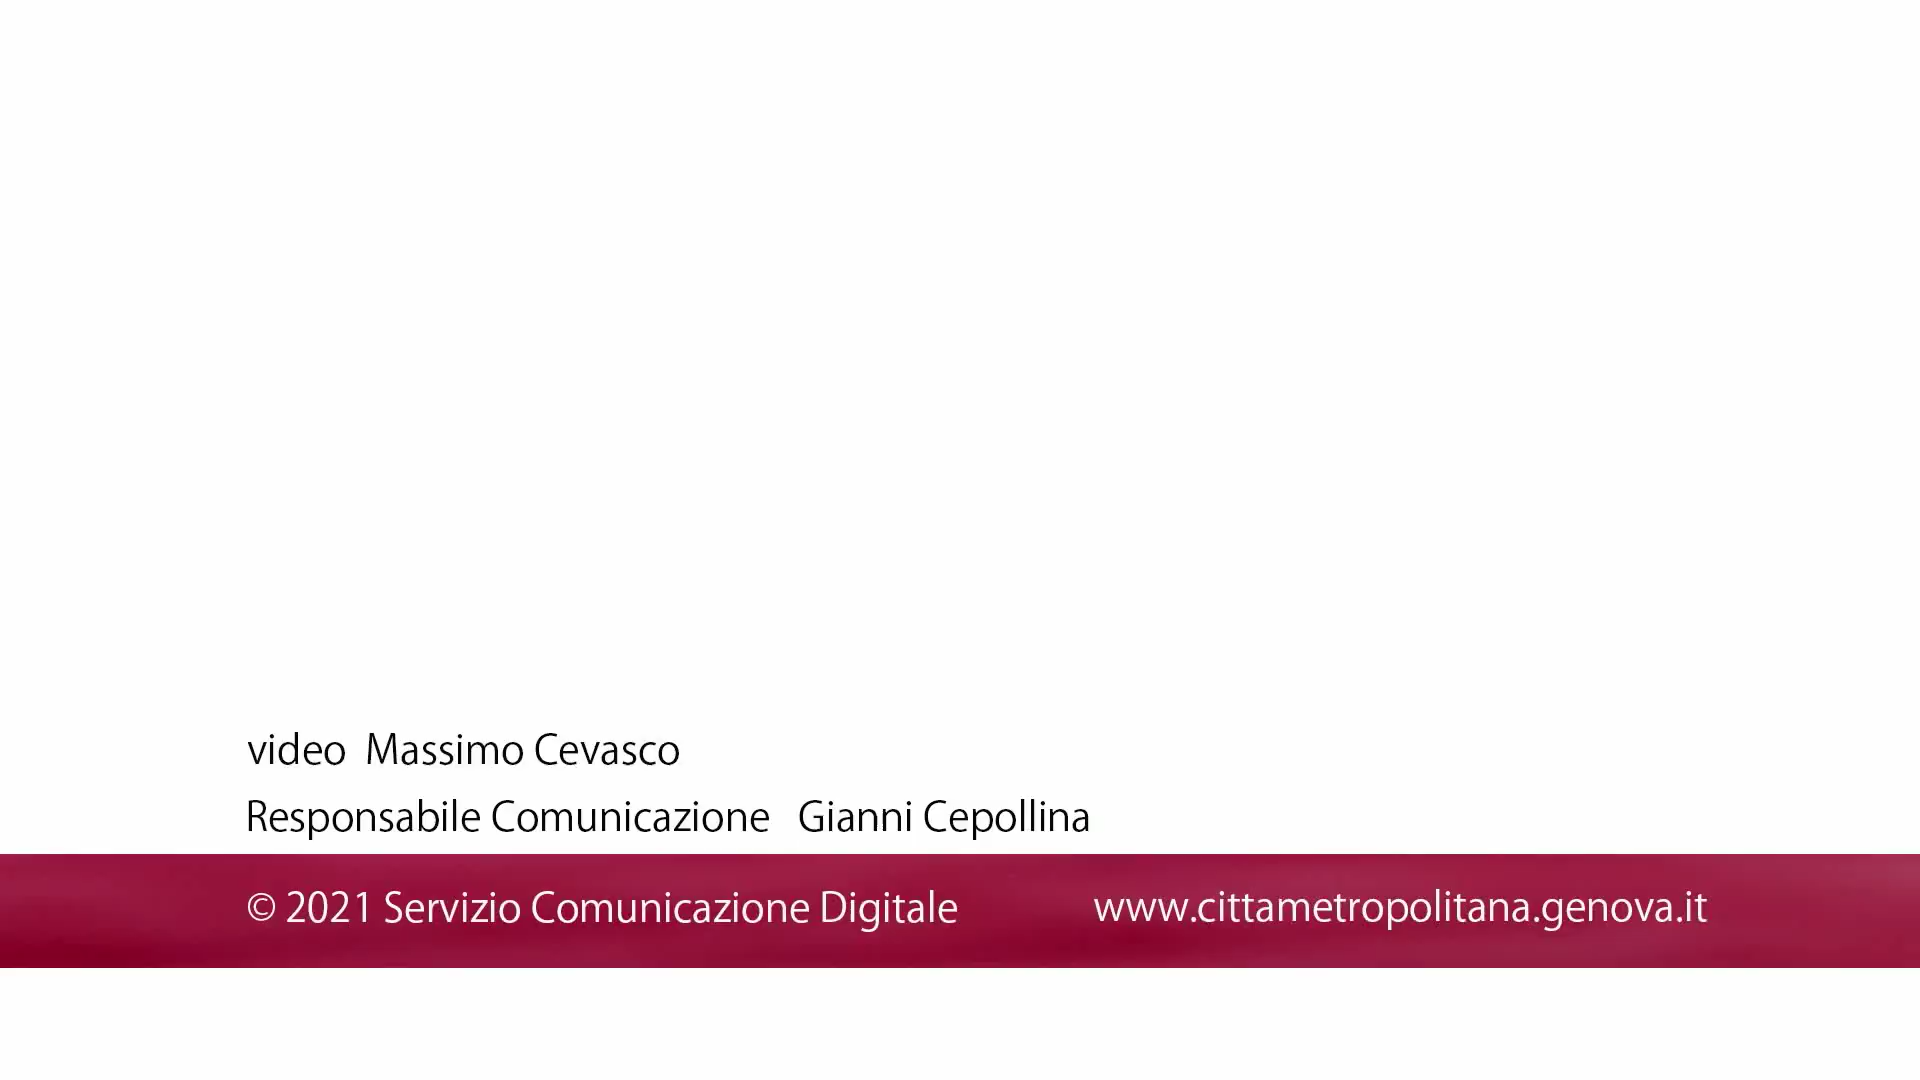 video Massimo Cevasco
Responsabile Comunicazione Gianni Cepollina
© 2021 Servizio Comunicazione Digitale www.cittametropolitana.genova.it